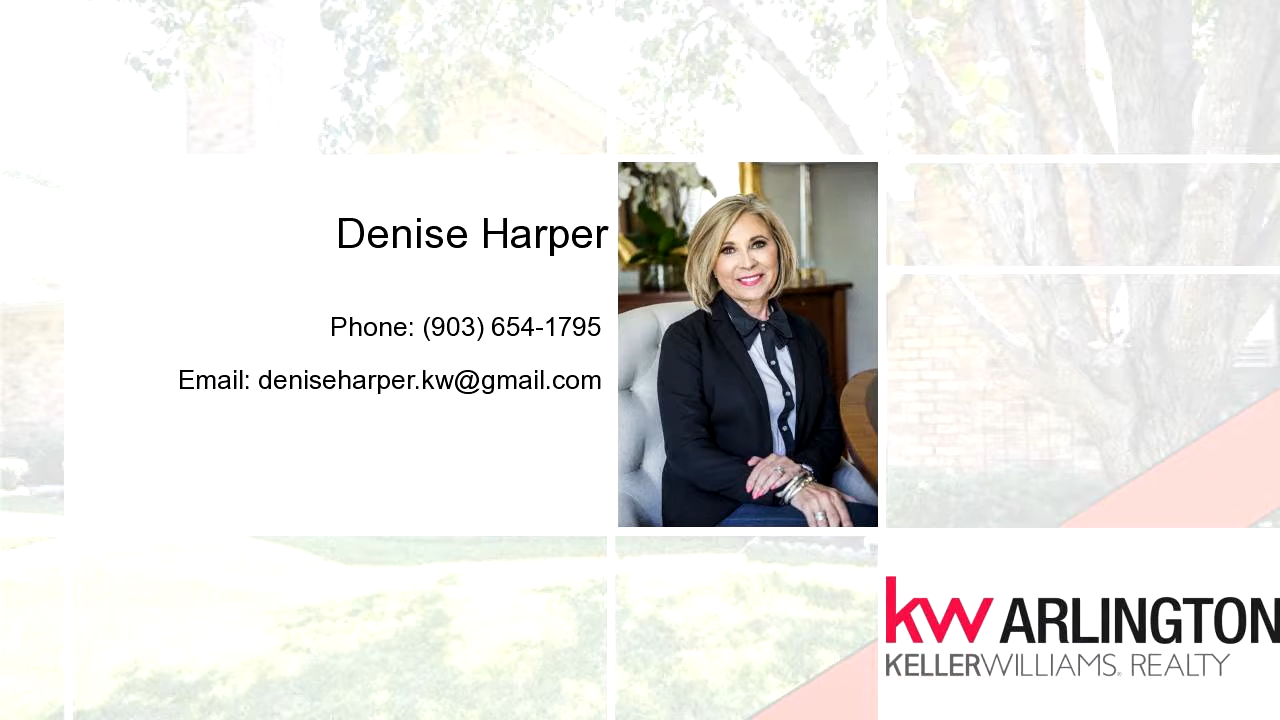 Denise Harper
Phone: (903) 654-1795
Email: deniseharper.kw@gmail.com
kw ARLINGTON
KELLERWILLIAMS. REALTY